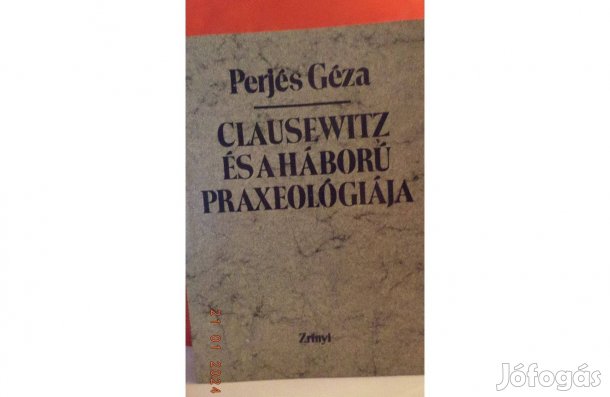 Perjés Géza
CLAUSEWITZ
ÉS A HÁBORÚ
PRAXEOLÓGIÁJA
Zrínyi
21 01 2024
Jófogás